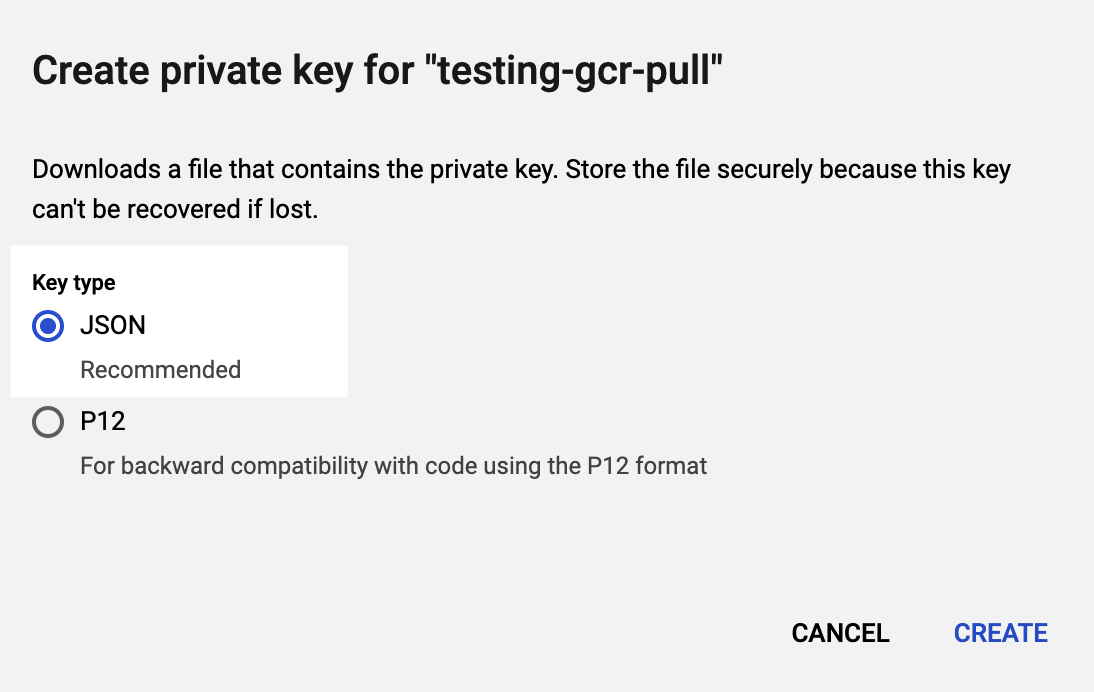 Create private key for "testing-gcr-pull"
Downloads a file that contains the private key. Store the file securely because this key
can't be recovered if lost.
Key type
JSON
Recommended
P12
For backward compatibility with code using the P12 format
CANCEL
CREATE